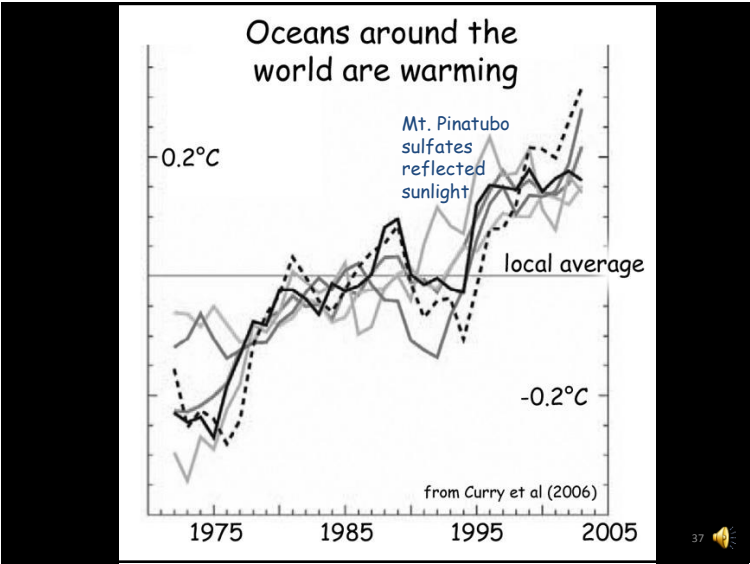 Oceans around the
world are warming
Mt. Pinatubo
sulfates
reflected
sunlight
0.2°C
local average
-0.2°C
from Curry et al (2006)
1975 1985 1995 2005
37